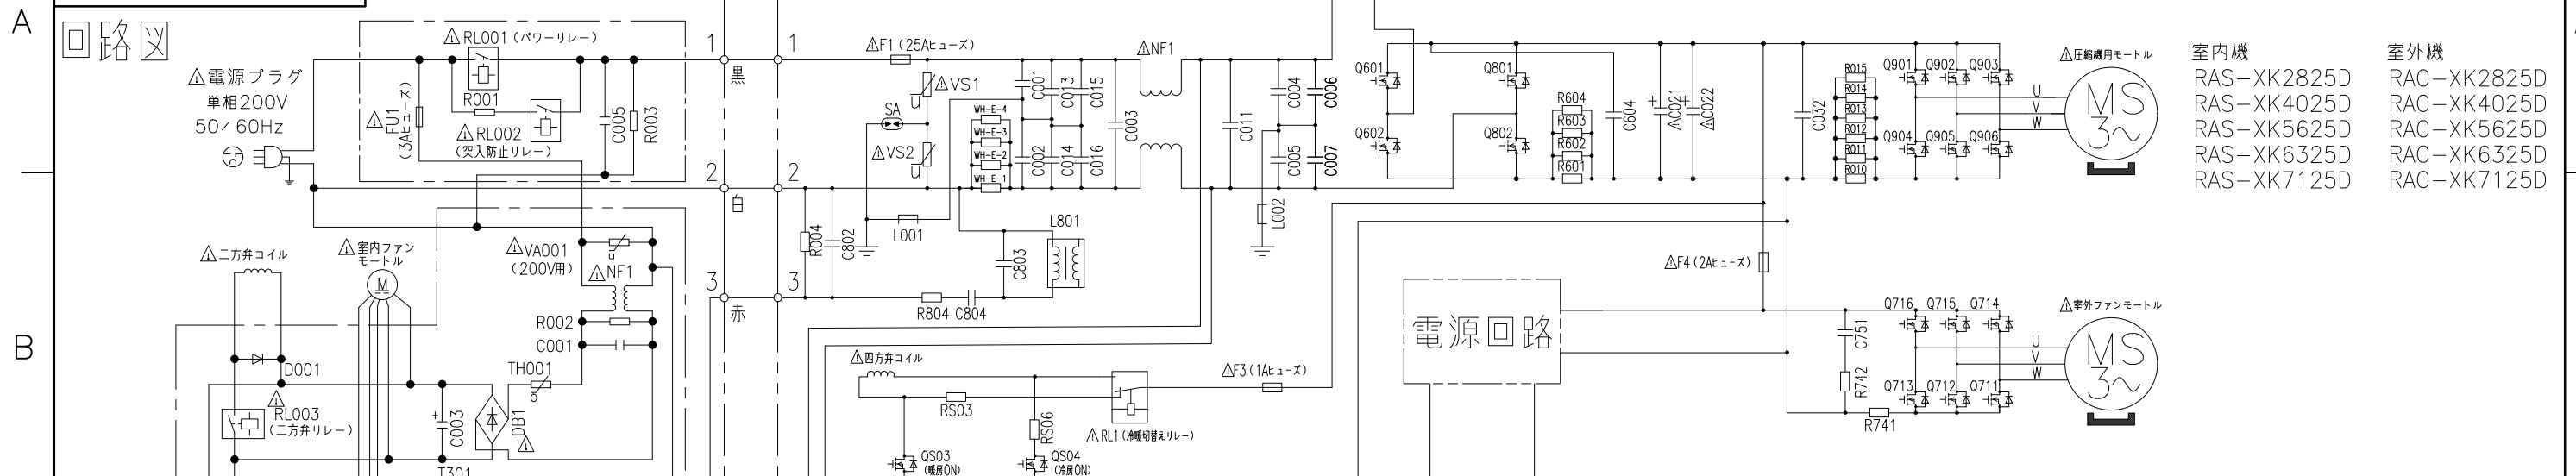 A
回路図
⚠電源プラグ
単相200V
50/60Hz
⚠RL001（パワーリレー）
⚠FU1
（3Aヒューズ）
R001
⚠RL002
（突入防止リレー）
C005
R003
1
1
黒
2
2
白
3
3
赤
⚠F1（25Aヒューズ）
SA
⚠VS1
⚠VS2
WH-E-4
WH-E-3
WH-E-2
WH-E-1
C001
C002
C013
C014
C015
C016
C003
⚠NF1
C011
C004
C005
C006
C007
L001
L002
R004
C802
L801
C803
R804
C804
Q601
Q602
Q801
Q802
R604
R603
R602
R601
C604
⚠C021
⚠C022
+
+
C032
R015
R014
R013
R012
R011
R010
Q901
Q902
Q903
Q904
Q905
Q906
U
V
W
⚠圧縮機用モートル
MS
3~
室内機
RAS-XK2825D
RAS-XK4025D
RAS-XK5625D
RAS-XK6325D
RAS-XK7125D
室外機
RAC-XK2825D
RAC-XK4025D
RAC-XK5625D
RAC-XK6325D
RAC-XK7125D
B
⚠二方弁コイル
⚠室内ファン
モートル
M
⚠VA001
（200V用）
⚠NF1
R002
C001
TH001
θ
D001
⚠
RL003
（二方弁リレー）
+
C003
DB1
⚠
T301
⚠四方弁コイル
RS03
RS06
QS03
（暖房ON）
QS04
（冷房ON）
⚠RL1（冷暖切替えリレー）
⚠F3（1Aヒューズ）
⚠F4（2Aヒューズ）
電源回路
C751
R742
R741
Q716
Q715
Q714
Q713
Q712
Q711
U
V
W
⚠室外ファンモートル
MS
3~